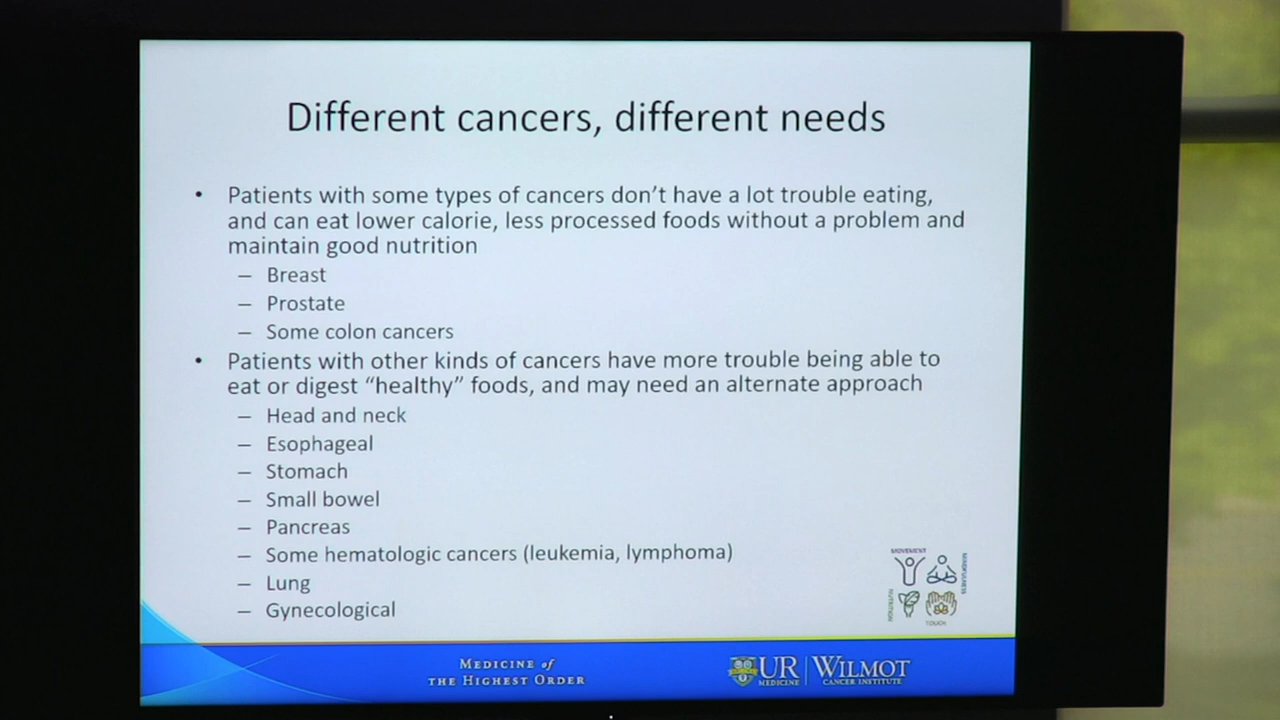 Different cancers, different needs
• Patients with some types of cancers don't have a lot trouble eating,
and can eat lower calorie, less processed foods without a problem and
maintain good nutrition
– Breast
– Prostate
– Some colon cancers
• Patients with other kinds of cancers have more trouble being able to
eat or digest “healthy” foods, and may need an alternate approach
– Head and neck
– Esophageal
– Stomach
– Small bowel
– Pancreas
– Some hematologic cancers (leukemia, lymphoma)
– Lung
– Gynecological
MOVEMENT
MINDFULNESS
NUTRITION
TOUCH
MEDICINE of
THE HIGHEST ORDER
UR
MEDICINE
WILMOT
CANCER INSTITUTE